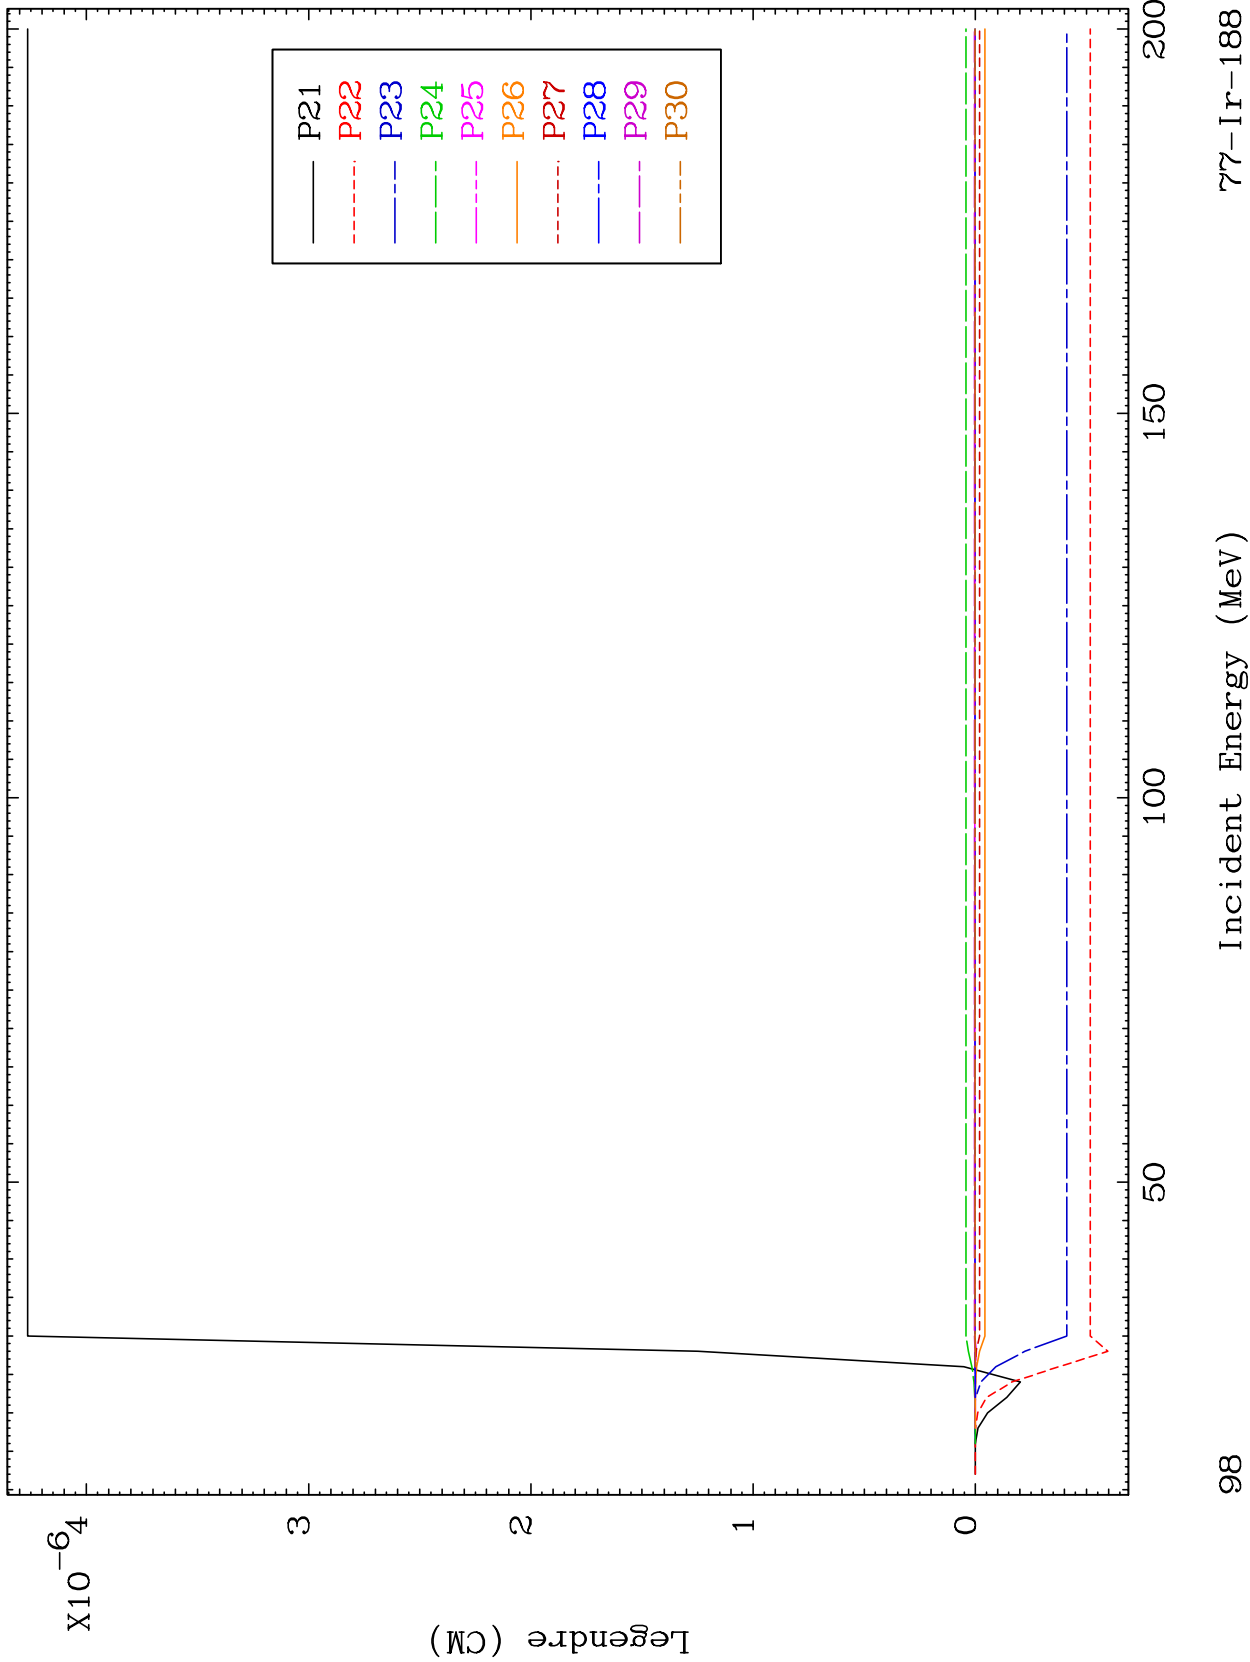 X10-6
Legendre (CM)
4
3
2
1
0
P21
P22
P23
P24
P25
P26
P27
P28
P29
P30
50
100
150
200
98
Incident Energy (MeV)
77-Ir-188